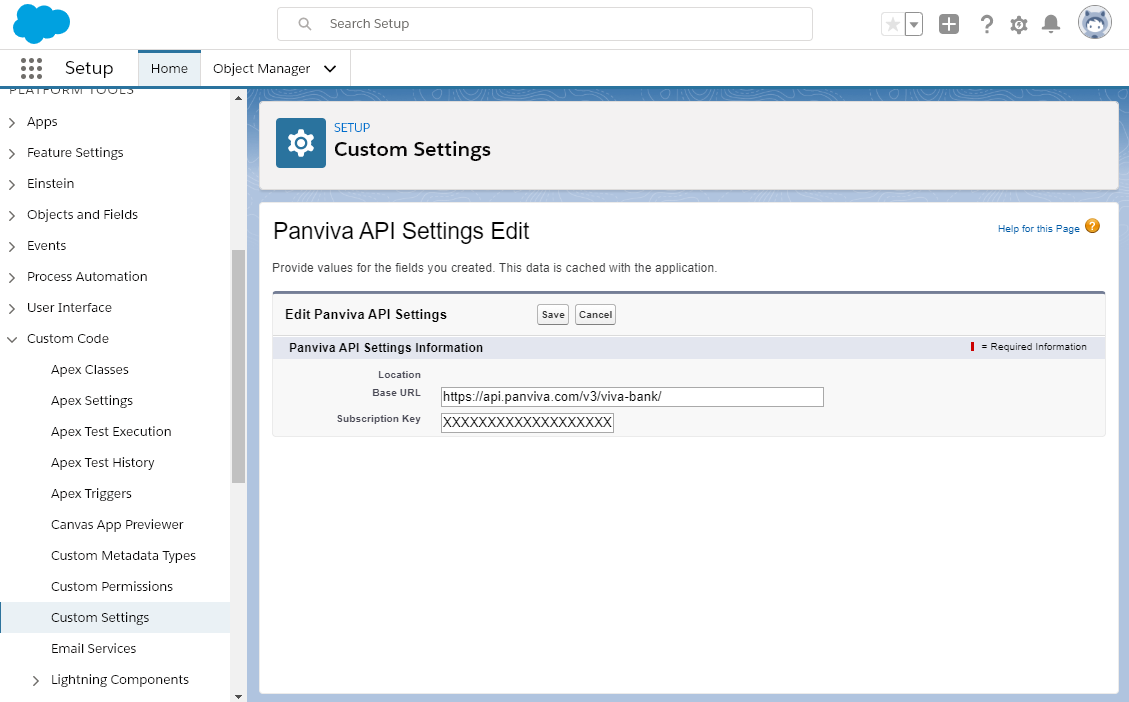 Search Setup
Setup
Home
Object Manager
PLATFORM TOOLS
Apps
Feature Settings
Einstein
Objects and Fields
Events
Process Automation
User Interface
Custom Code
Apex Classes
Apex Settings
Apex Test Execution
Apex Test History
Apex Triggers
Canvas App Previewer
Custom Metadata Types
Custom Permissions
Custom Settings
Email Services
Lightning Components
SETUP
Custom Settings
Panviva API Settings Edit
Help for this Page ?
Provide values for the fields you created. This data is cached with the application.
Edit Panviva API Settings Save Cancel
Panviva API Settings Information = Required Information
Location
Base URL https://api.panviva.com/v3/viva-bank/
Subscription Key XXXXXXXXXXXXXXXXXXX